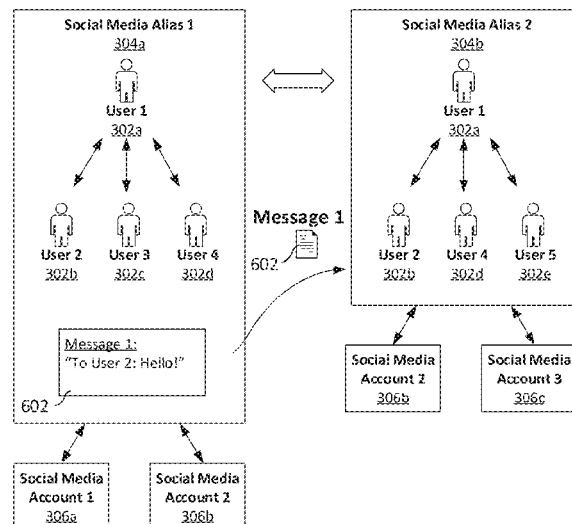 Social Media Alias 1
304a
User 1
302a
User 2
302b
User 3
302c
User 4
302d
Message 1:
"To User 2: Hello!"
602
Social Media
Account 1
306a
Social Media
Account 2
306b
Message 1
602
Social Media Alias 2
304b
User 1
302a
User 2
302b
User 4
302d
User 5
302e
Social Media
Account 2
306b
Social Media
Account 3
306c